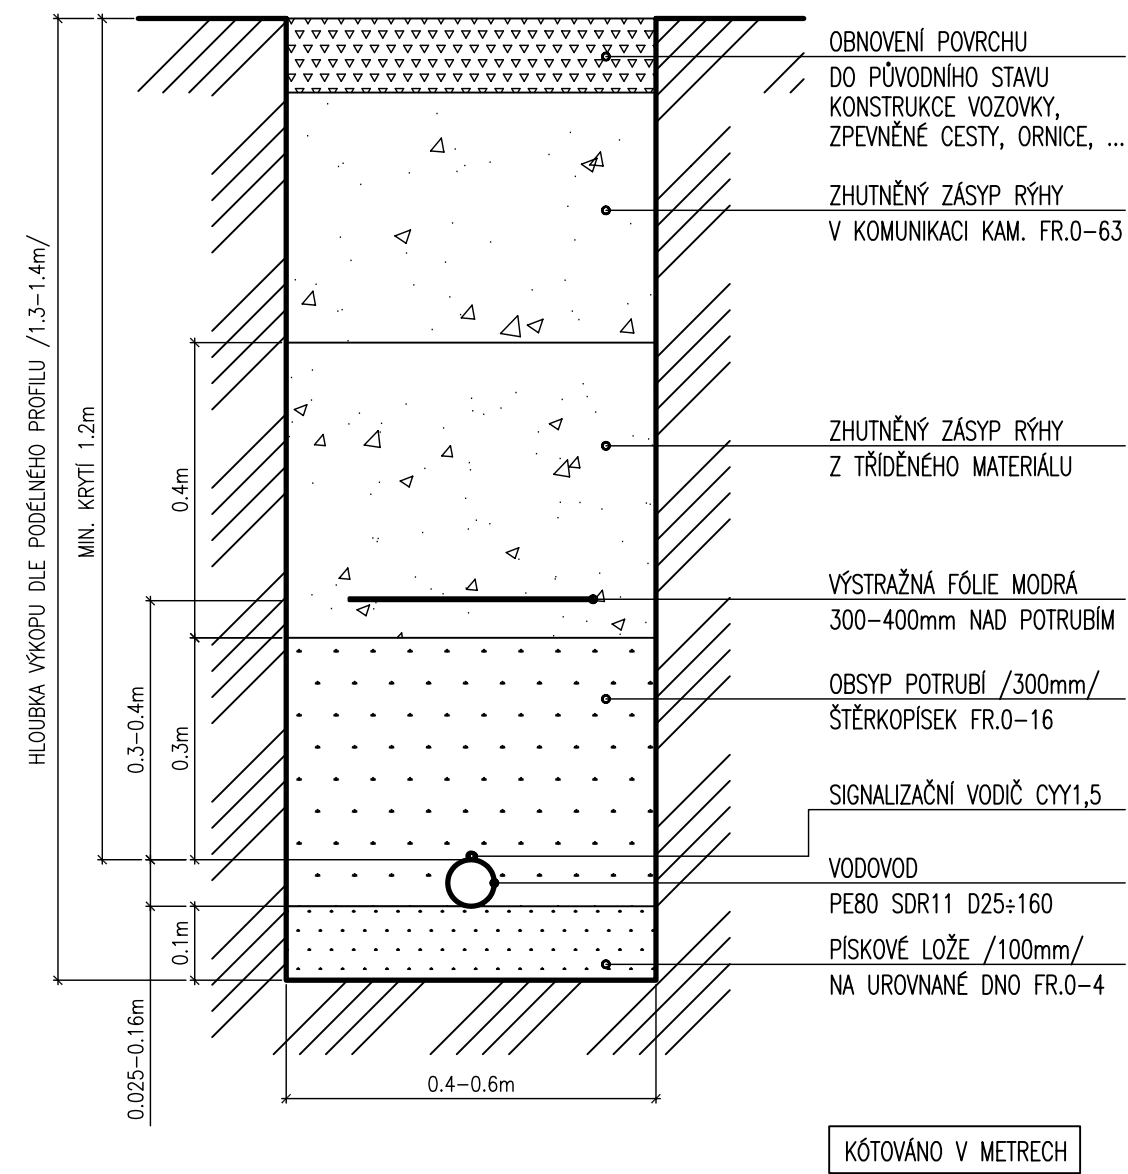 OBNOVENÍ POVRCHU
DO PŮVODNÍHO STAVU
KONSTRUKCE VOZOVKY,
ZPEVNĚNÉ CESTY, ORNICE, ...
ZHUTNĚNÝ ZÁSYP RÝHY
V KOMUNIKACI KAM. FR.0-63
ZHUTNĚNÝ ZÁSYP RÝHY
Z TŘÍDĚNÉHO MATERIÁLU
VÝSTRAŽNÁ FÓLIE MODRÁ
300-400mm NAD POTRUBÍM
OBSYP POTRUBÍ /300mm/
ŠTĚRKOPÍSEK FR.0-16
SIGNALIZAČNÍ VODIČ CYY1,5
VODOVOD
PE80 SDR11 D25÷160
PÍSKOVÉ LOŽE /100mm/
NA UROVNANÉ DNO FR.0-4
HLOUBKA VÝKOPU DLE PODÉLNÉHO PROFILU /1.3-1.4m/
MIN. KRYTÍ 1.2m
0.3-0.4m
0.025-0.16m
0.4m
0.3m
0.1m
0.4-0.6m
KÓTOVÁNO V METRECH